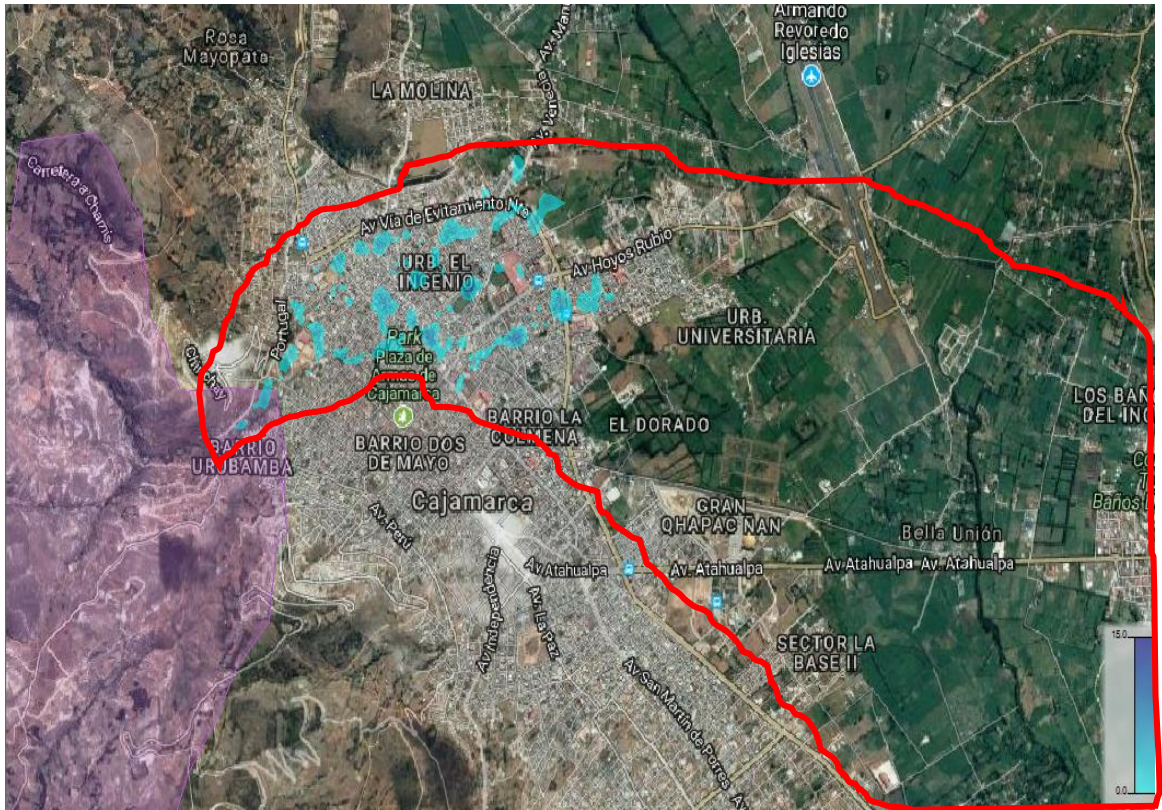 Armando
Revoredo
Iglesias
Rosa
Mayopata
LA MOLINA
Carretera a Chamis
Av Vía de Evitamiento Nte
URB. EL
INGENIO
Av Hoyos Rubio
Portugal
URB.
UNIVERSITARIA
Park
Plaza de
Armas de
Cajamarca
LOS BAÑ
DEL INC
BARRIO LA
COLMENA
EL DORADO
BARRIO
URUBAMBA
BARRIO DOS
DE MAYO
Cajamarca
Av. Perú
GRAN
QHAPAC ÑAN
Bella Unión
Baños
Av Atahualpa
Av. Atahualpa
Av Atahualpa
Av. Atahualpa
Av Independencia
Av. La Paz
SECTOR LA
BASE II
Av San Martín de Porres
Av
15.0
0.0